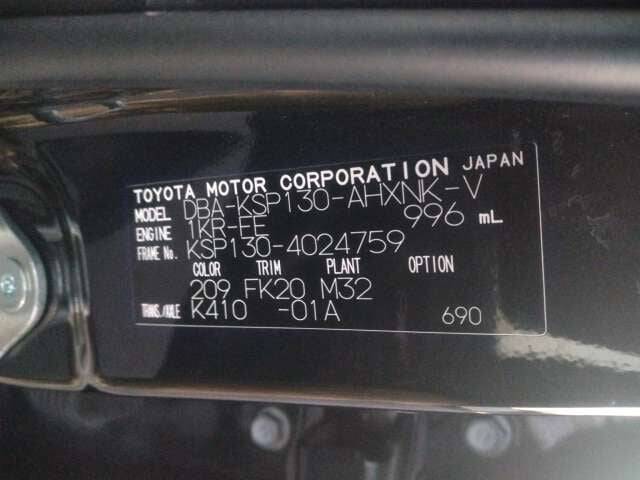 TOYOTA MOTOR CORPORATION JAPAN
MODEL DBA-KSP130-AHXNK-V
ENGINE 1KR-FE 996 mL
FRAME No. KSP130-4024759
COLOR TRIM PLANT OPTION
209 FK20 M32
TRANS./AXLE K410 -01A 690